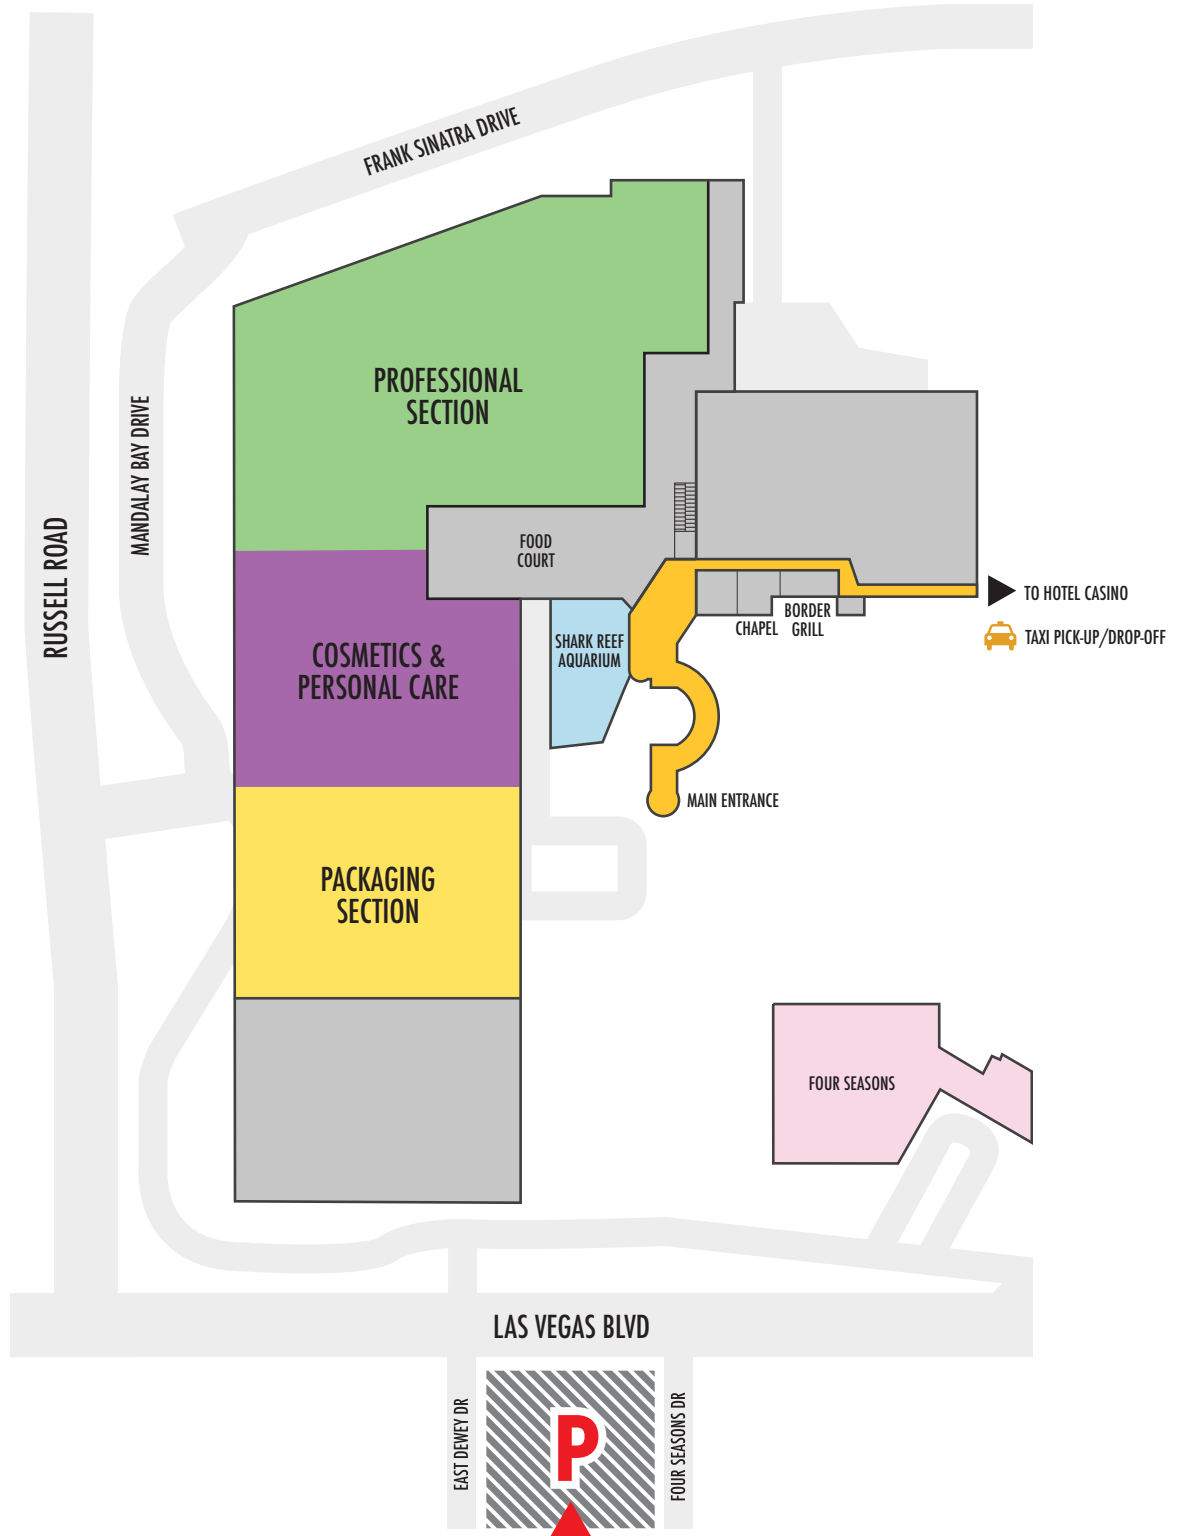 FRANK SINATRA DRIVE
PROFESSIONAL
SECTION
MANDALAY BAY DRIVE
RUSSELL ROAD
FOOD
COURT
TO HOTEL CASINO
BORDER
GRILL
CHAPEL
TAXI PICK-UP/DROP-OFF
SHARK REEF
AQUARIUM
COSMETICS &
PERSONAL CARE
MAIN ENTRANCE
PACKAGING
SECTION
FOUR SEASONS
LAS VEGAS BLVD
EAST DEWEY DR
P
FOUR SEASONS DR